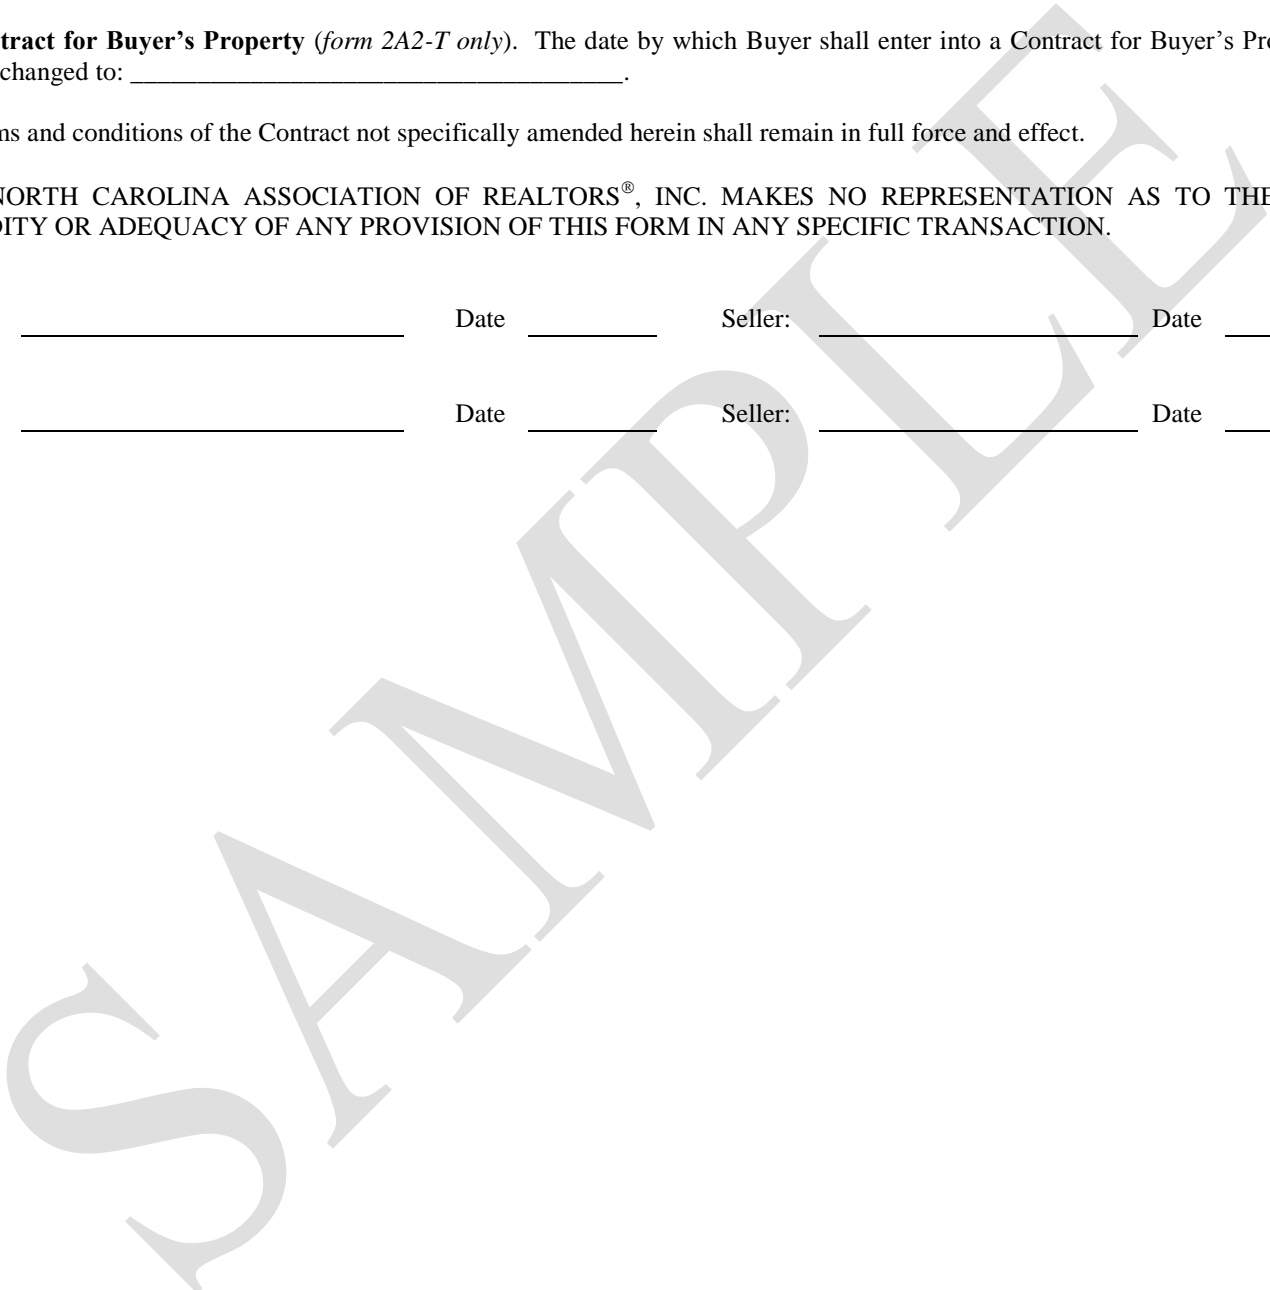 tract for Buyer’s Property (form 2A2-T only). The date by which Buyer shall enter into a Contract for Buyer’s Pro
changed to: _____________________________________.
ms and conditions of the Contract not specifically amended herein shall remain in full force and effect.
NORTH CAROLINA ASSOCIATION OF REALTORS®, INC. MAKES NO REPRESENTATION AS TO THE
DITY OR ADEQUACY OF ANY PROVISION OF THIS FORM IN ANY SPECIFIC TRANSACTION.
Date Seller: Date
Date Seller: Date
SAMPLE